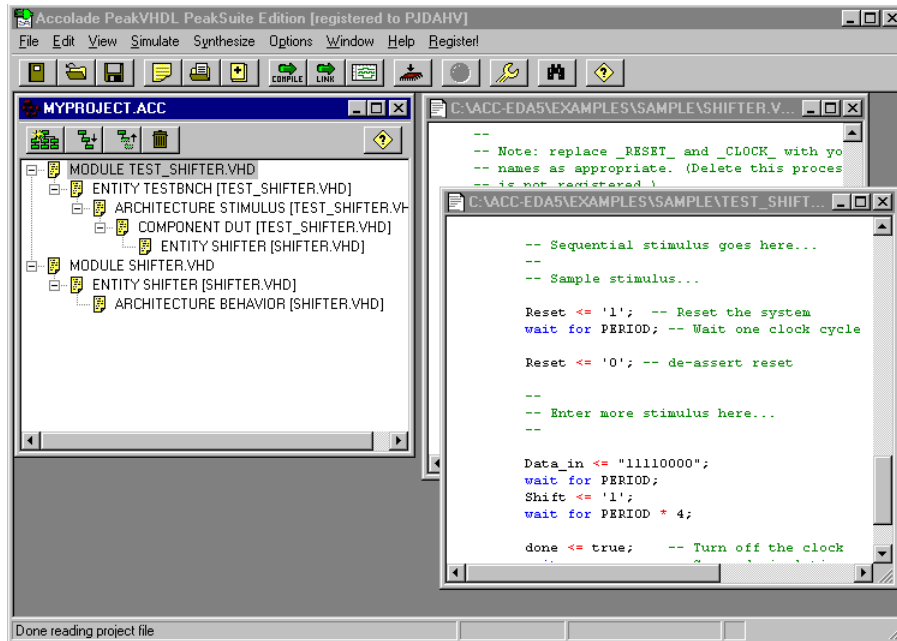 Accolade PeakVHDL PeakSuite Edition [registered to PJDAHV]
File Edit View Simulate Synthesize Options Window Help Register!
COMPILE LINK
MYPROJECT.ACC
MODULE TEST_SHIFTER.VHD
ENTITY TESTBNCH [TEST_SHIFTER.VHD]
ARCHITECTURE STIMULUS [TEST_SHIFTER.VH
COMPONENT DUT [TEST_SHIFTER.VHD]
ENTITY SHIFTER [SHIFTER.VHD]
MODULE SHIFTER.VHD
ENTITY SHIFTER [SHIFTER.VHD]
ARCHITECTURE BEHAVIOR [SHIFTER.VHD]
C:\ACC-EDA5\EXAMPLES\SAMPLE\SHIFTER.V...
--
-- Note: replace _RESET_ and _CLOCK_ with yo
-- names as appropriate. (Delete this proces
-- is not registered.)
C:\ACC-EDA5\EXAMPLES\SAMPLE\TEST_SHIFT...
-- Sequential stimulus goes here...
--
-- Sample stimulus...
Reset <= '1'; -- Reset the system
wait for PERIOD; -- Wait one clock cycle
Reset <= '0'; -- de-assert reset
--
-- Enter more stimulus here...
--
Data_in <= "11110000";
wait for PERIOD;
Shift <= '1';
wait for PERIOD * 4;
done <= true; -- Turn off the clock
Done reading project file